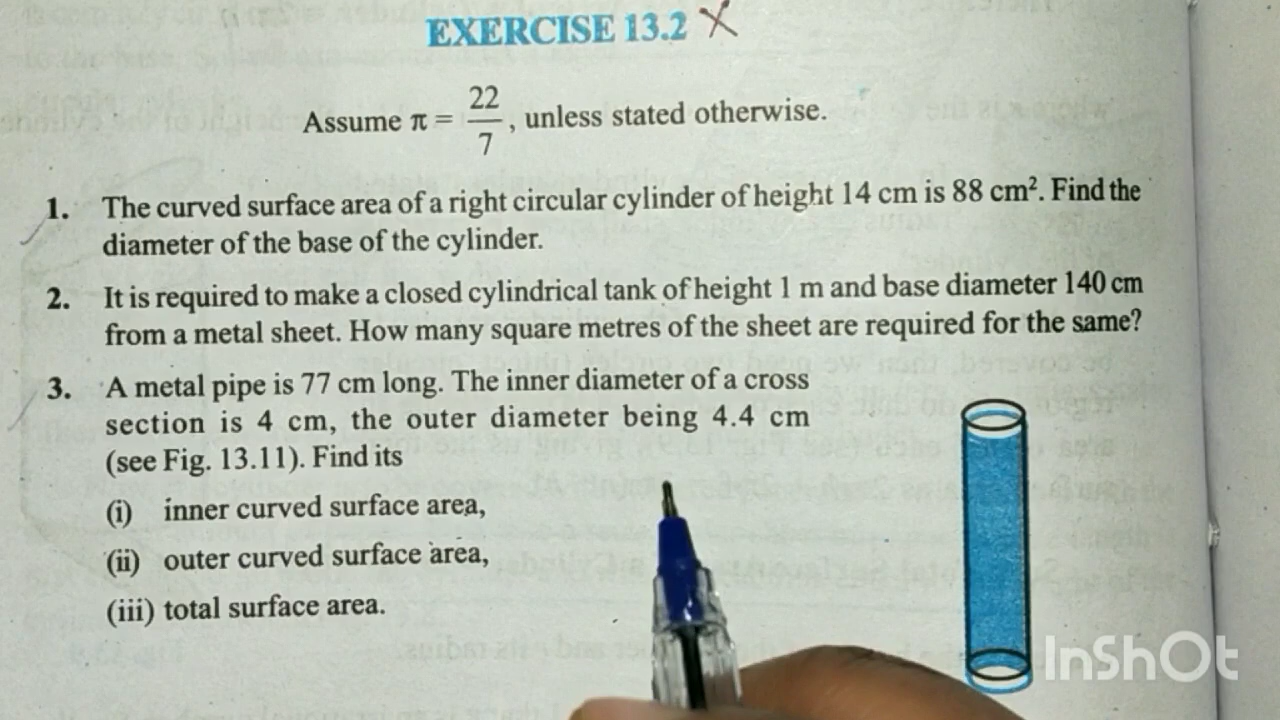 EXERCISE 13.2
Assume π = 22/7, unless stated otherwise.
1. The curved surface area of a right circular cylinder of height 14 cm is 88 cm². Find the
diameter of the base of the cylinder.
2. It is required to make a closed cylindrical tank of height 1 m and base diameter 140 cm
from a metal sheet. How many square metres of the sheet are required for the same?
3. A metal pipe is 77 cm long. The inner diameter of a cross
section is 4 cm, the outer diameter being 4.4 cm
(see Fig. 13.11). Find its
(i) inner curved surface area,
(ii) outer curved surface area,
(iii) total surface area.
InShOt